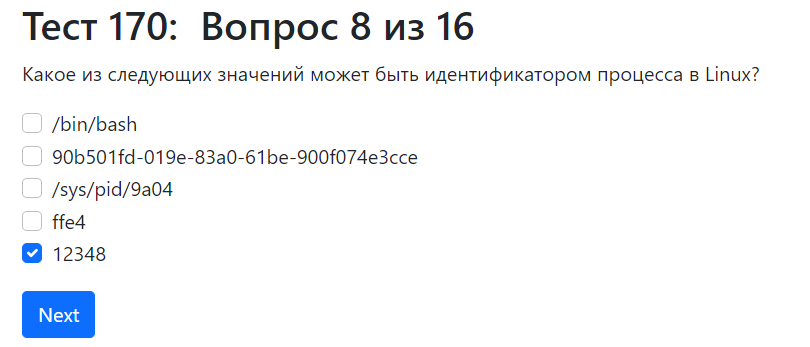 Тест 170: Вопрос 8 из 16
Какое из следующих значений может быть идентификатором процесса в Linux?
/bin/bash
90b501fd-019e-83a0-61be-900f074e3cce
/sys/pid/9a04
ffe4
12348
Next